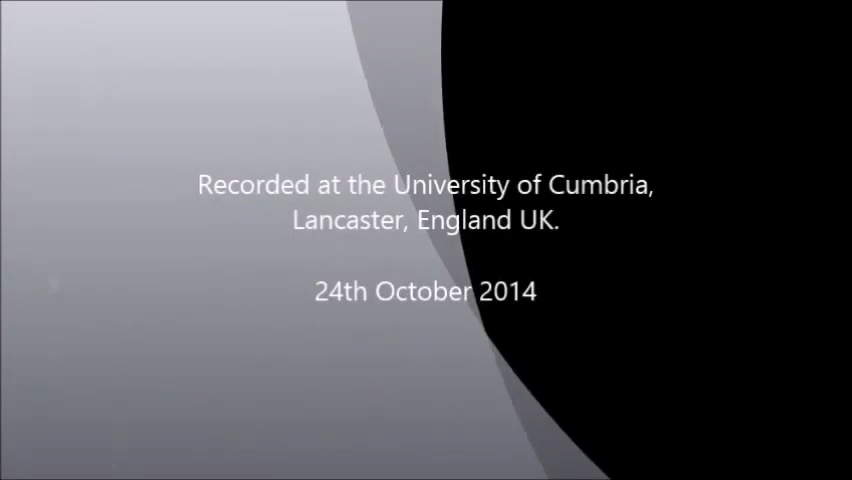 Recorded at the University of Cumbria,
Lancaster, England UK.
24th October 2014